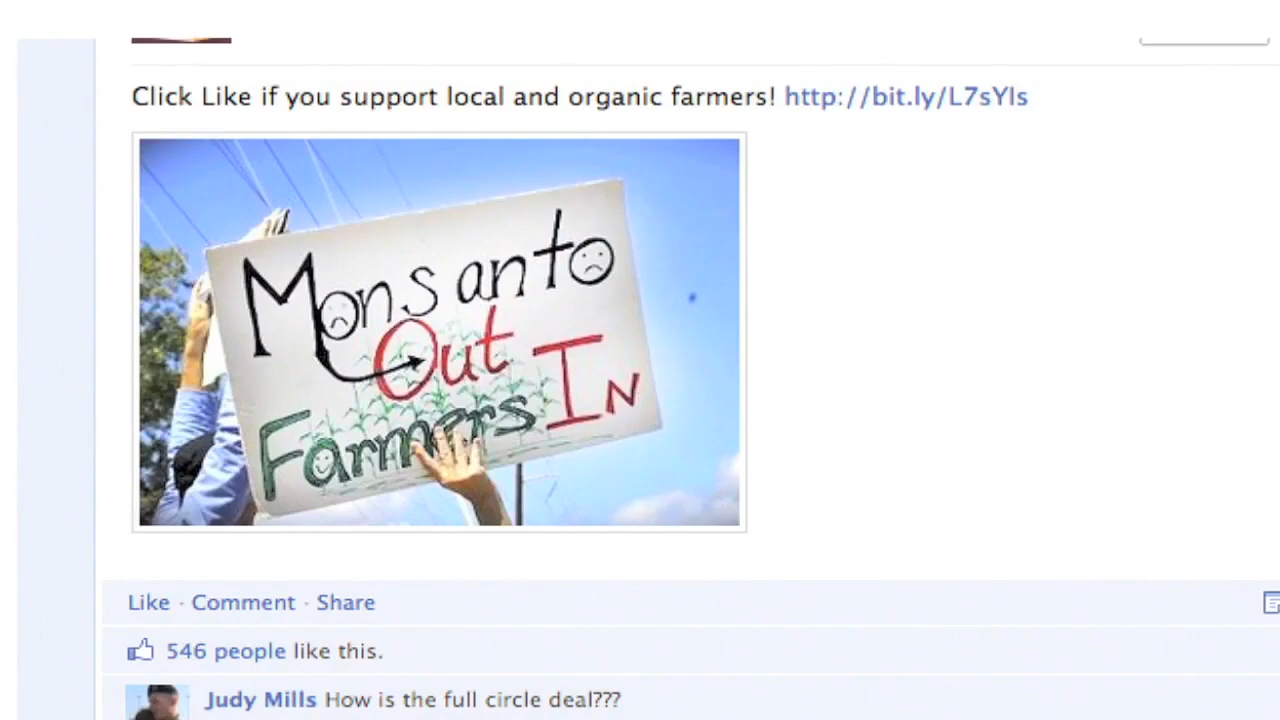 Click Like if you support local and organic farmers! http://bit.ly/L7sYIs
Monsanto
Out
Farmers In
Like · Comment · Share
546 people like this.
Judy Mills How is the full circle deal???